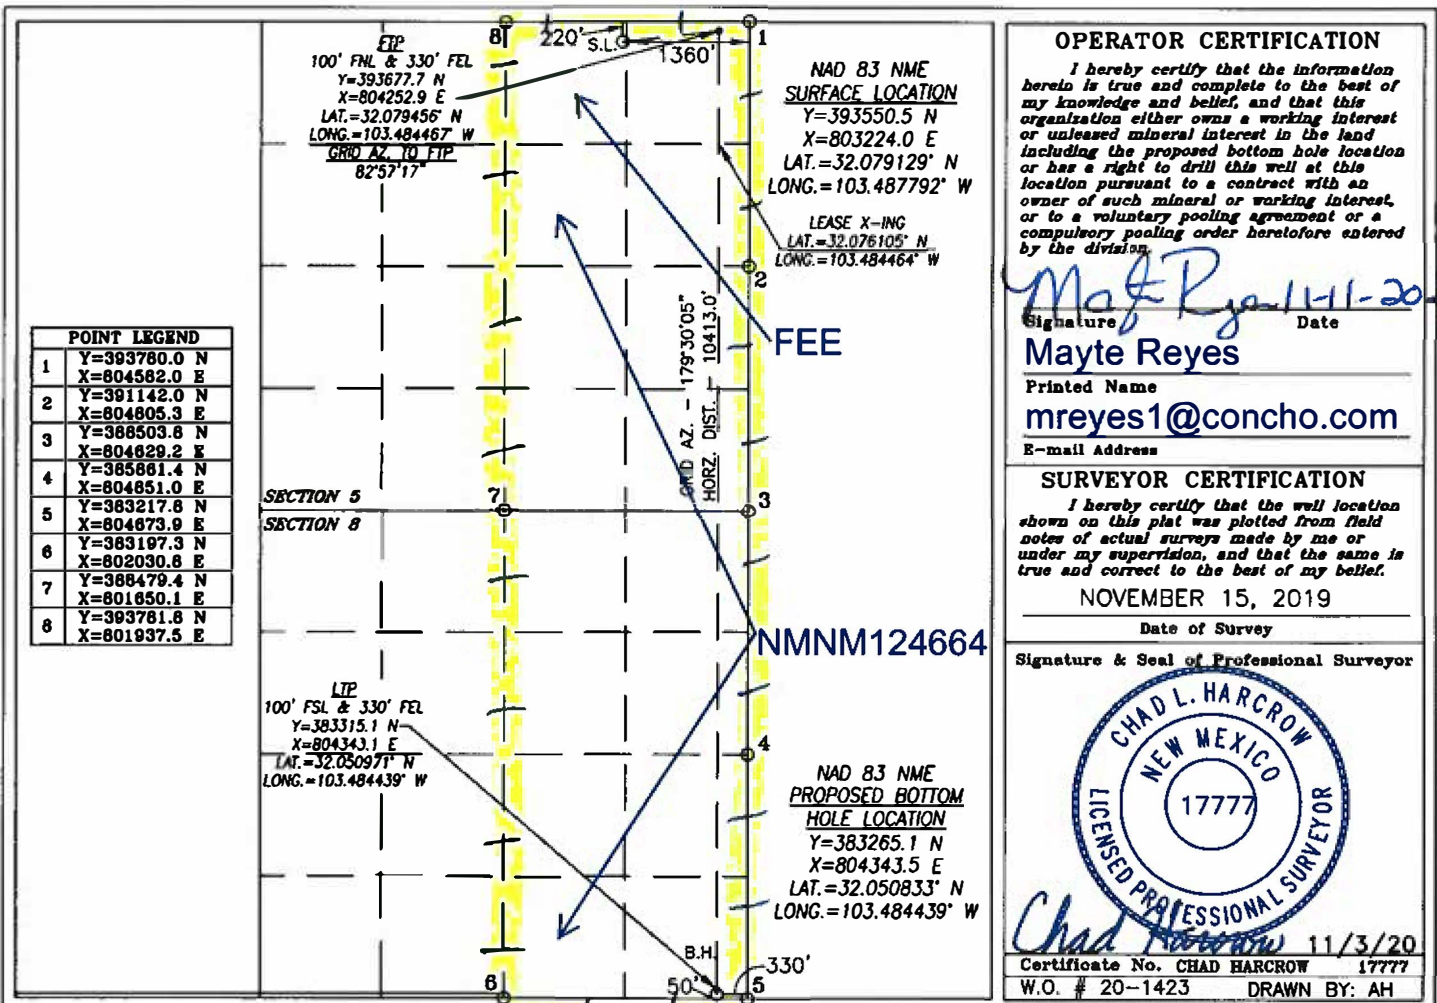 FTP
100' FNL & 330' FEL
Y=393677.7 N
X=804252.9 E
LAT.=32.079456° N
LONG.=103.484467° W
GRID AZ. TO FTP
82°57'17"
8
220'
S.L.
1360'
1
NAD 83 NME
SURFACE LOCATION
Y=393550.5 N
X=803224.0 E
LAT.=32.079129° N
LONG.=103.487792° W
LEASE X-ING
LAT.=32.076105° N
LONG.=103.484464° W
2
FEE
GRID AZ. - 179°30'05"
HORZ. DIST. - 10413.0'
POINT LEGEND
1 Y=393780.0 N
X=804582.0 E
2 Y=391142.0 N
X=804605.3 E
3 Y=388503.8 N
X=804629.2 E
4 Y=385861.4 N
X=804651.0 E
5 Y=383217.8 N
X=804673.9 E
6 Y=383197.3 N
X=802030.8 E
7 Y=388479.4 N
X=801650.1 E
8 Y=393781.8 N
X=801937.5 E
SECTION 5
SECTION 8
7
3
NMNM124664
LTP
100' FSL & 330' FEL
Y=383315.1 N
X=804343.1 E
LAT.=32.050971° N
LONG.=103.484439° W
4
NAD 83 NME
PROPOSED BOTTOM
HOLE LOCATION
Y=383265.1 N
X=804343.5 E
LAT.=32.050833° N
LONG.=103.484439° W
B.H.
330'
50'
6
5
OPERATOR CERTIFICATION
I hereby certify that the information
herein is true and complete to the best of
my knowledge and belief, and that this
organization either owns a working interest
or unleased mineral interest in the land
including the proposed bottom hole location
or has a right to drill this well at this
location pursuant to a contract with an
owner of such mineral or working interest,
or to a voluntary pooling agreement or a
compulsory pooling order heretofore entered
by the division.
11-11-20
Signature Date
Mayte Reyes
Printed Name
mreyes1@concho.com
E-mail Address
SURVEYOR CERTIFICATION
I hereby certify that the well location
shown on this plat was plotted from field
notes of actual surveys made by me or
under my supervision, and that the same is
true and correct to the best of my belief.
NOVEMBER 15, 2019
Date of Survey
Signature & Seal of Professional Surveyor
CHAD L. HARCROW
NEW MEXICO
17777
LICENSED PROFESSIONAL SURVEYOR
Chad Harcrow 11/3/20
Certificate No. CHAD HARCROW 17777
W.O. # 20-1423 DRAWN BY: AH